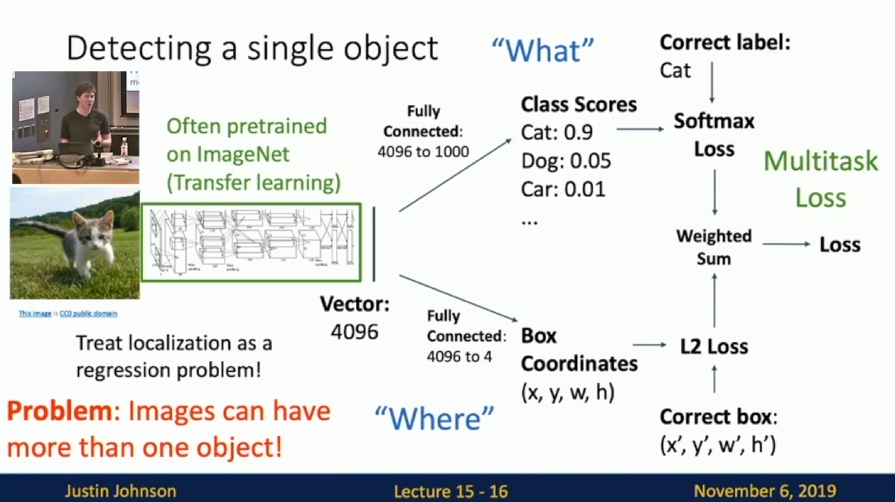 Detecting a single object
“What”
Correct label:
Cat
Often pretrained
on ImageNet
(Transfer learning)
Fully
Connected:
4096 to 1000
Class Scores
Cat: 0.9
Dog: 0.05
Car: 0.01
...
Softmax
Loss
Multitask
Loss
Weighted
Sum
Loss
This image is CC0 public domain
Vector:
4096
Treat localization as a
regression problem!
Fully
Connected:
4096 to 4
Box
Coordinates
(x, y, w, h)
L2 Loss
Problem: Images can have
more than one object!
“Where”
Correct box:
(x’, y’, w’, h’)
Justin Johnson
Lecture 15 - 16
November 6, 2019